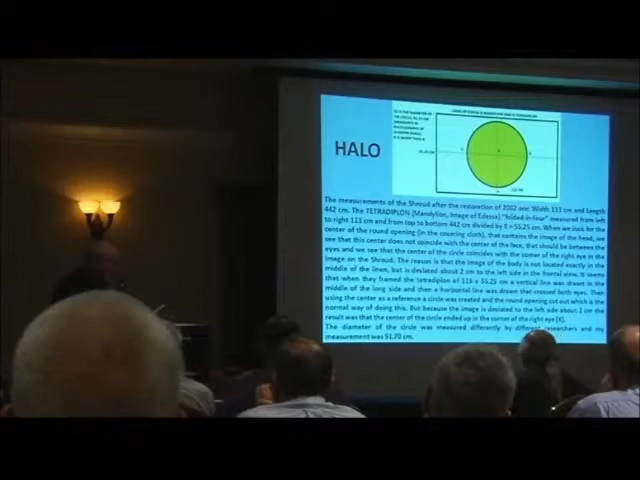 HALO
The measurements of the Shroud after the restoration of 2002 are: Width 113 cm and Length
442 cm. The TETRADIPLON (Mandylion, Image of Edessa) "folded-in-four" measured from left
to right 113 cm and from top to bottom 442 cm divided by 8 = 55.25 cm. When we look for the
center of the round opening (in the covering cloth), that contains the image of the head, we
see that this center does not coincide with the center of the face, that should be between the
eyes and we see that the center of the circle coincides with the corner of the right eye in the
image on the Shroud. The reason is that the image of the body is not located exactly in the
middle of the linen, but is deviated about 2 cm to the left side in the frontal view. It seems
that when they framed the tetradiplon of 113 x 55.25 cm a vertical line was drawn in the
middle of the long side and then a horizontal line was drawn that crossed both eyes. Then
using the center as a reference a circle was created and the round opening cut out which is the
normal way of doing this. But because the image is deviated to the left side about 2 cm the
result was that the center of the circle ended up in the corner of the right eye
The diameter of the circle was measured differently by different researchers and my
measurement was 51.70 cm.